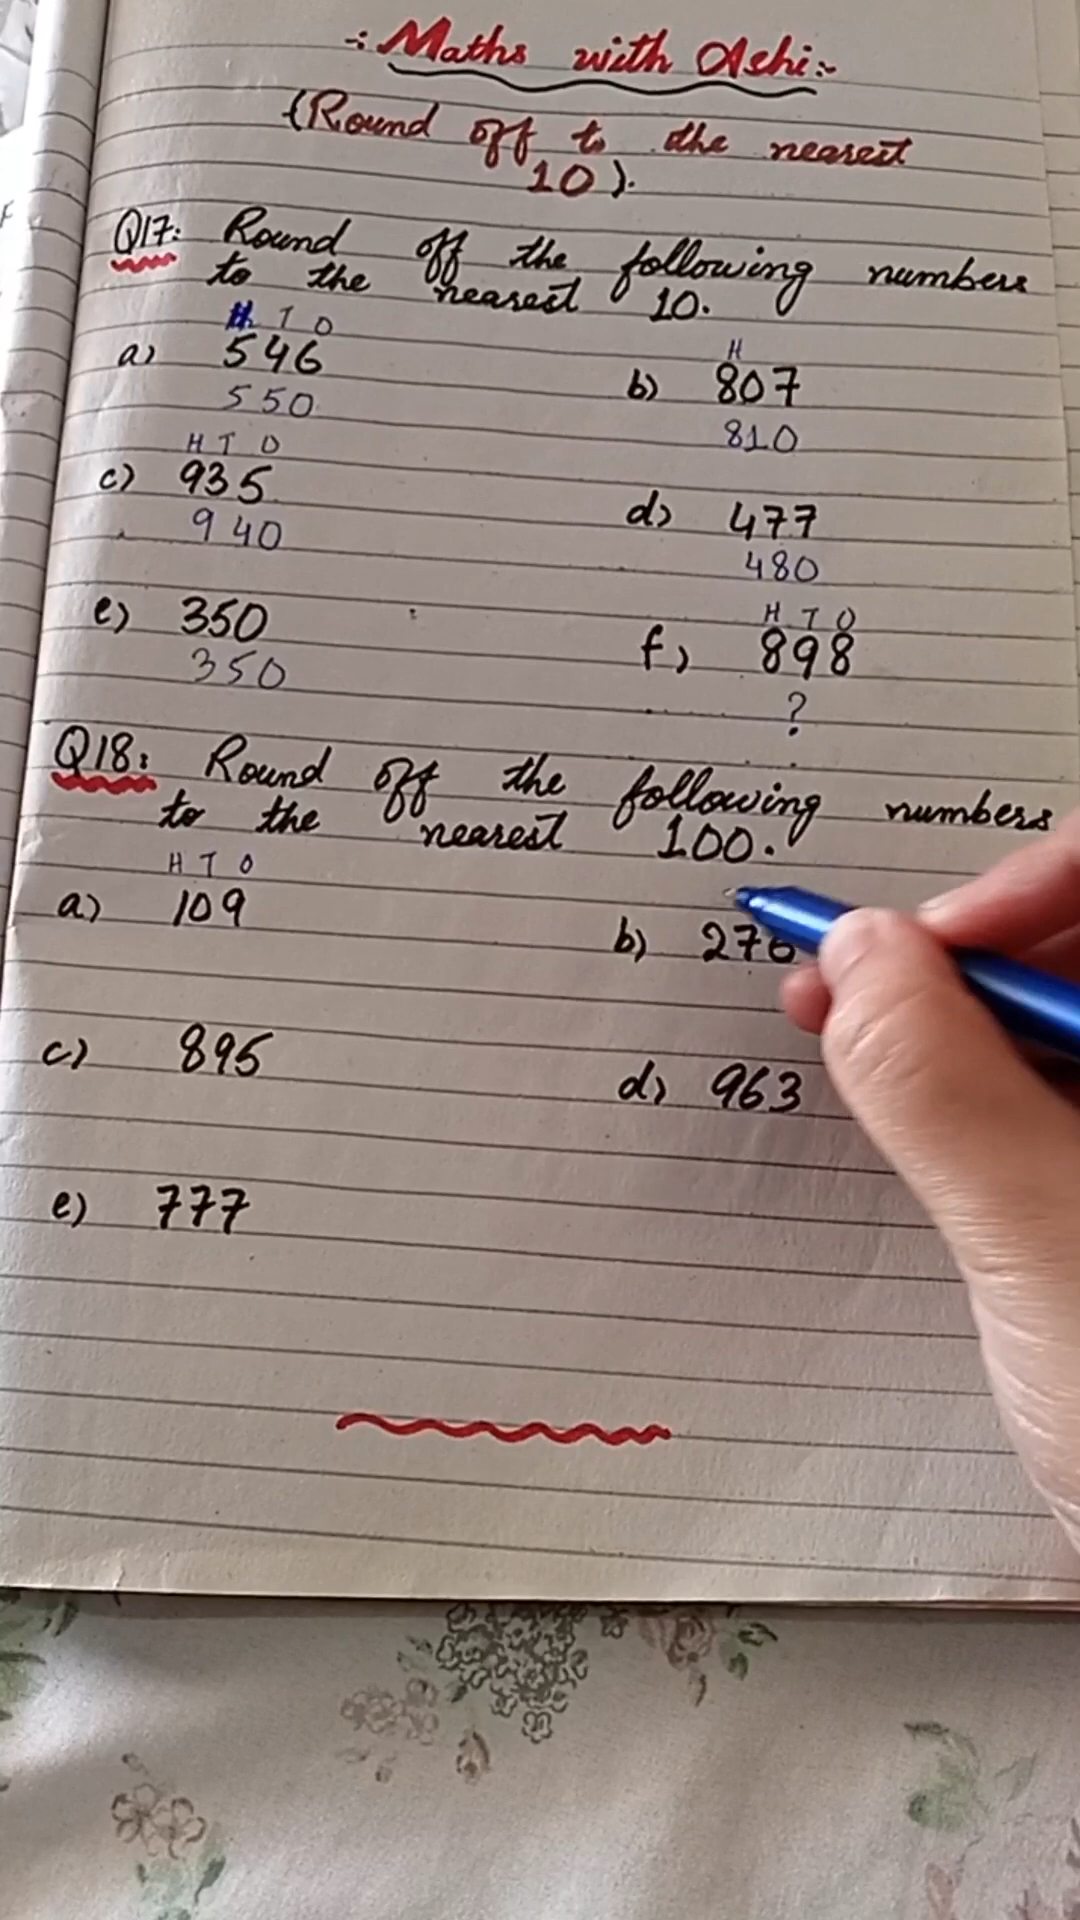 -: Maths with Ashi:-
(Round off to the nearest
10).
Q17: Round off the following numbers
to the nearest 10.
H T O
a) 546
550
H
b) 807
810
H T O
c) 935
940
d) 477
480
e) 350
350
H T O
f) 898
?
Q18: Round off the following numbers
to the nearest 100.
H T O
a) 109
b) 276
c) 895
d) 963
e) 777